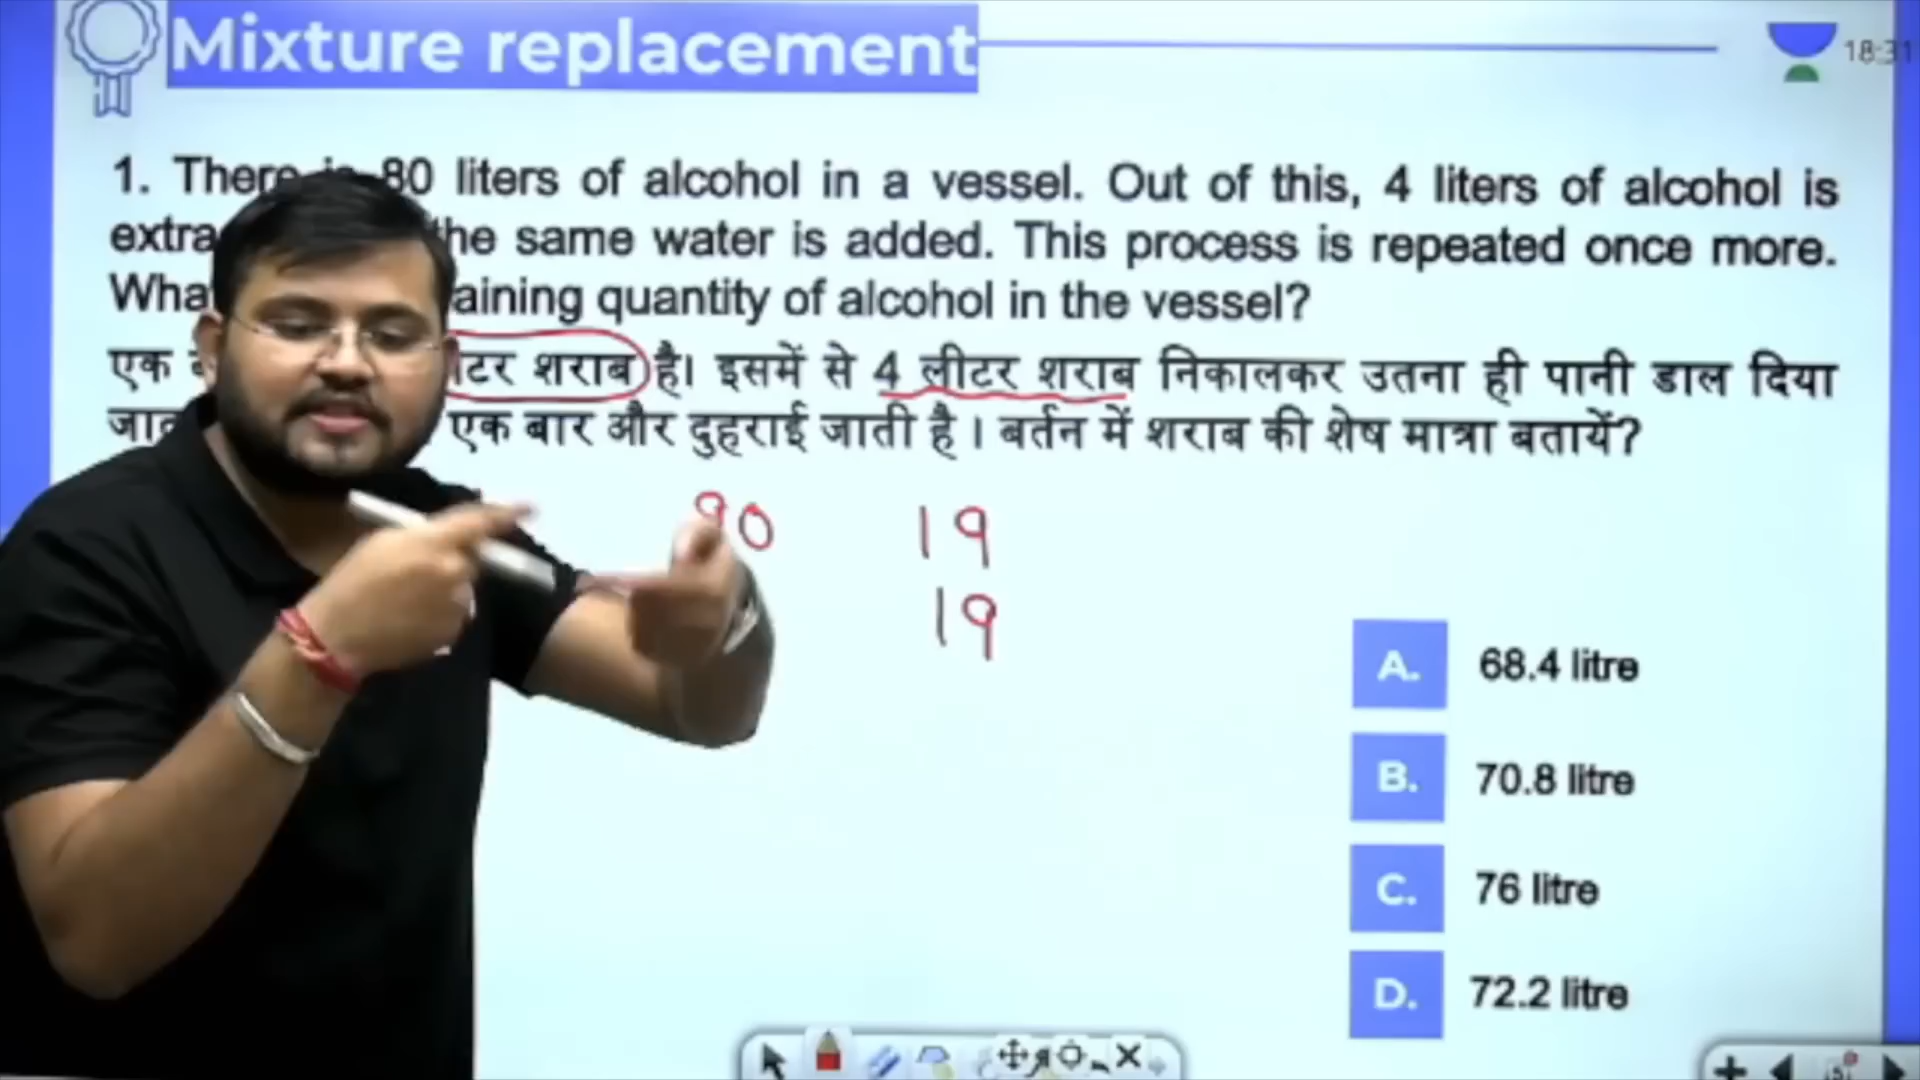 Mixture replacement
18:31
1. There is 80 liters of alcohol in a vessel. Out of this, 4 liters of alcohol is
extra he same water is added. This process is repeated once more.
Wha aining quantity of alcohol in the vessel?
एक टर शराब है। इसमें से 4 लीटर शराब निकालकर उतना ही पानी डाल दिया
जात एक बार और दुहराई जाती है। बर्तन में शराब की शेष मात्रा बतायें?
80 19
19
A. 68.4 litre
B. 70.8 litre
C. 76 litre
D. 72.2 litre